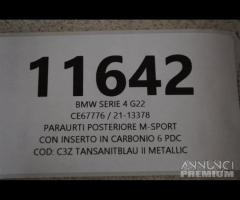 11642
BMW SERIE 4 G22
CE67776 / 21-13378
PARAURTI POSTERIORE M-SPORT
CON INSERTO IN CARBONIO 6 PDC
COD: C3Z TANSANITBLAU II METALLIC
ANNUNCI
PREMIUM